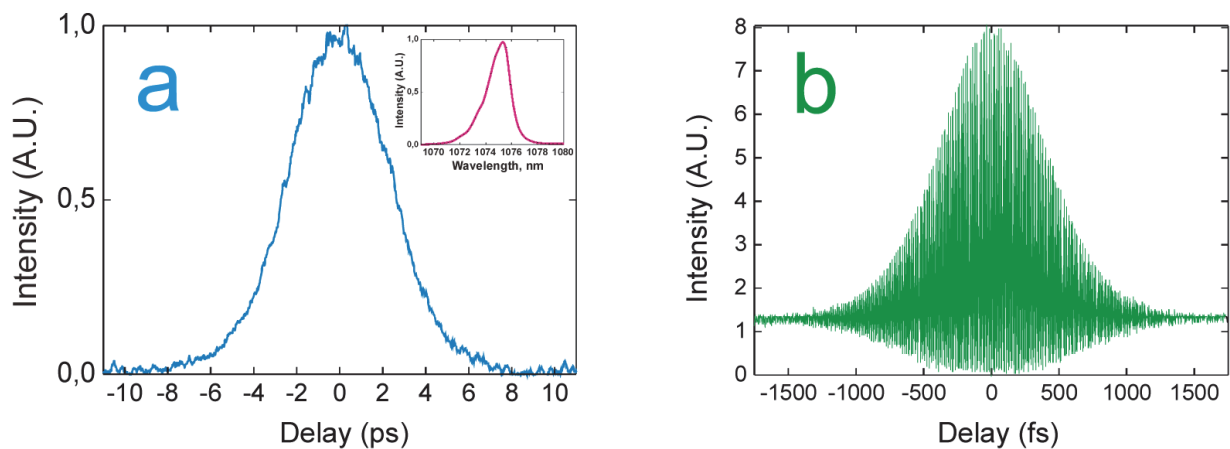 a
1,0
0,5
0,0
-10 -8 -6 -4 -2 0 2 4 6 8 10
Delay (ps)
Intensity (A.U.)
1,0
0,5
0,0
1070 1072 1074 1076 1078 1080
Wavelength, nm
Intensity (A.U.)
b
8
7
6
5
4
3
2
1
0
-1500 -1000 -500 0 500 1000 1500
Delay (fs)
Intensity (A.U.)